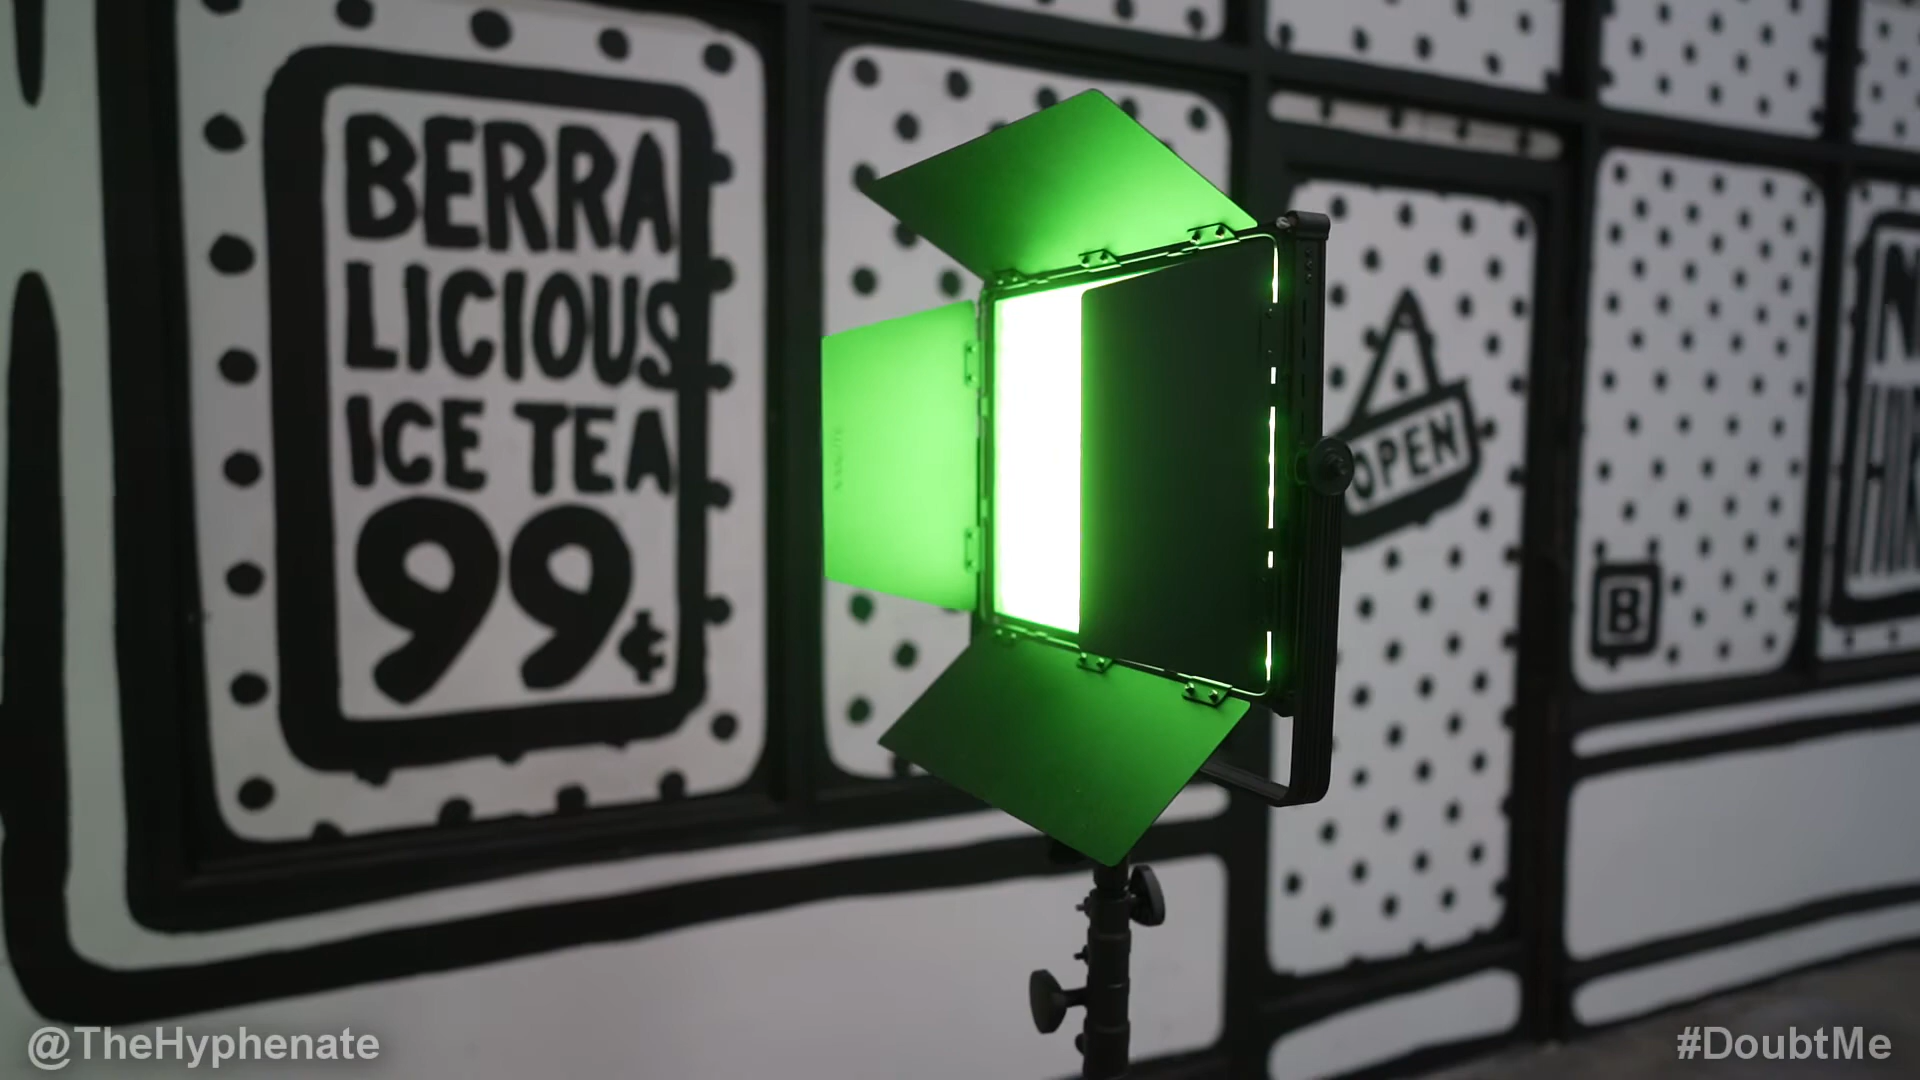 BERRA
LICIOUS
ICE TEA
99¢
OPEN
B
@TheHyphenate
#DoubtMe